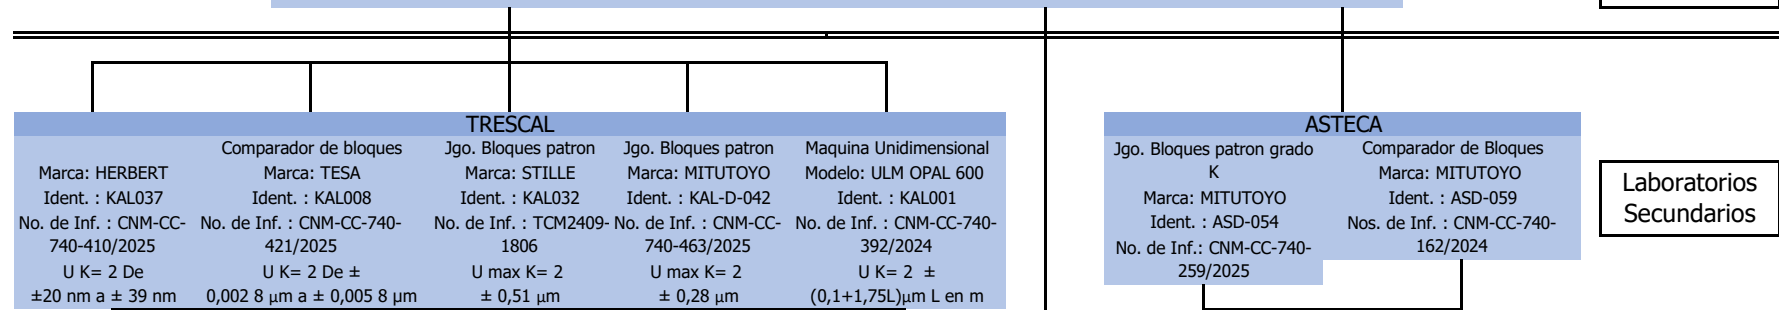 TRESCAL
Marca: HERBERT
Ident. : KAL037
No. de Inf. : CNM-CC-
740-410/2025
U K= 2 De
±20 nm a ± 39 nm
Comparador de bloques
Marca: TESA
Ident. : KAL008
No. de Inf. : CNM-CC-740-
421/2025
U K= 2 De ±
0,002 8 µm a ± 0,005 8 µm
Jgo. Bloques patron
Marca: STILLE
Ident. : KAL032
No. de Inf. : TCM2409-
1806
U max K= 2
± 0,51 µm
Jgo. Bloques patron
Marca: MITUTOYO
Ident. : KAL-D-042
No. de Inf. : CNM-CC-
740-463/2025
U max K= 2
± 0,28 µm
Maquina Unidimensional
Modelo: ULM OPAL 600
Ident. : KAL001
No. de Inf. : CNM-CC-740-
392/2024
U K= 2 ±
(0,1+1,75L)µm L en m
ASTECA
Jgo. Bloques patron grado
K
Marca: MITUTOYO
Ident. : ASD-054
No. de Inf.: CNM-CC-740-
259/2025
Comparador de Bloques
Marca: MITUTOYO
Ident. : ASD-059
Nos. de Inf. : CNM-CC-740-
162/2024
Laboratorios
Secundarios